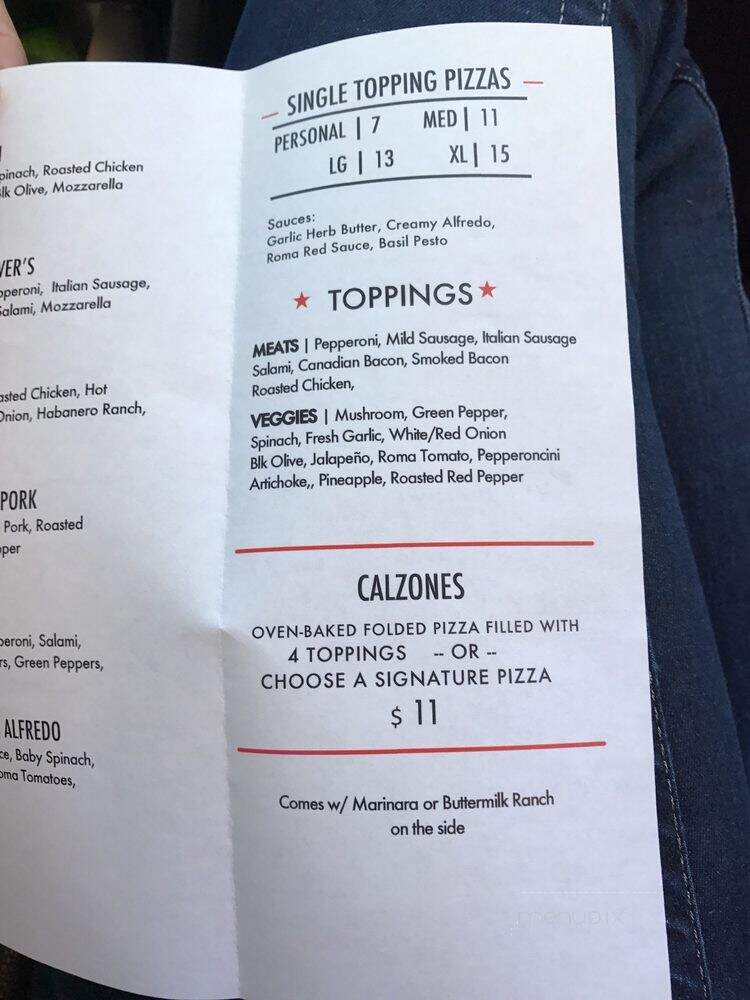 pinach, Roasted Chicken
lk Olive, Mozzarella
VER'S
pperoni, Italian Sausage,
Salami, Mozzarella
asted Chicken, Hot
Onion, Habanero Ranch,
PORK
Pork, Roasted
pper
peroni, Salami,
rs, Green Peppers,
ALFREDO
ce, Baby Spinach,
oma Tomatoes,
SINGLE TOPPING PIZZAS
PERSONAL | 7 MED | 11
LG | 13 XL | 15
Sauces:
Garlic Herb Butter, Creamy Alfredo,
Roma Red Sauce, Basil Pesto
★ TOPPINGS ★
MEATS | Pepperoni, Mild Sausage, Italian Sausage
Salami, Canadian Bacon, Smoked Bacon
Roasted Chicken,
VEGGIES | Mushroom, Green Pepper,
Spinach, Fresh Garlic, White/Red Onion
Blk Olive, Jalapeño, Roma Tomato, Pepperoncini
Artichoke,, Pineapple, Roasted Red Pepper
CALZONES
OVEN-BAKED FOLDED PIZZA FILLED WITH
4 TOPPINGS -- OR --
CHOOSE A SIGNATURE PIZZA
$ 11
Comes w/ Marinara or Buttermilk Ranch
on the side
menupix